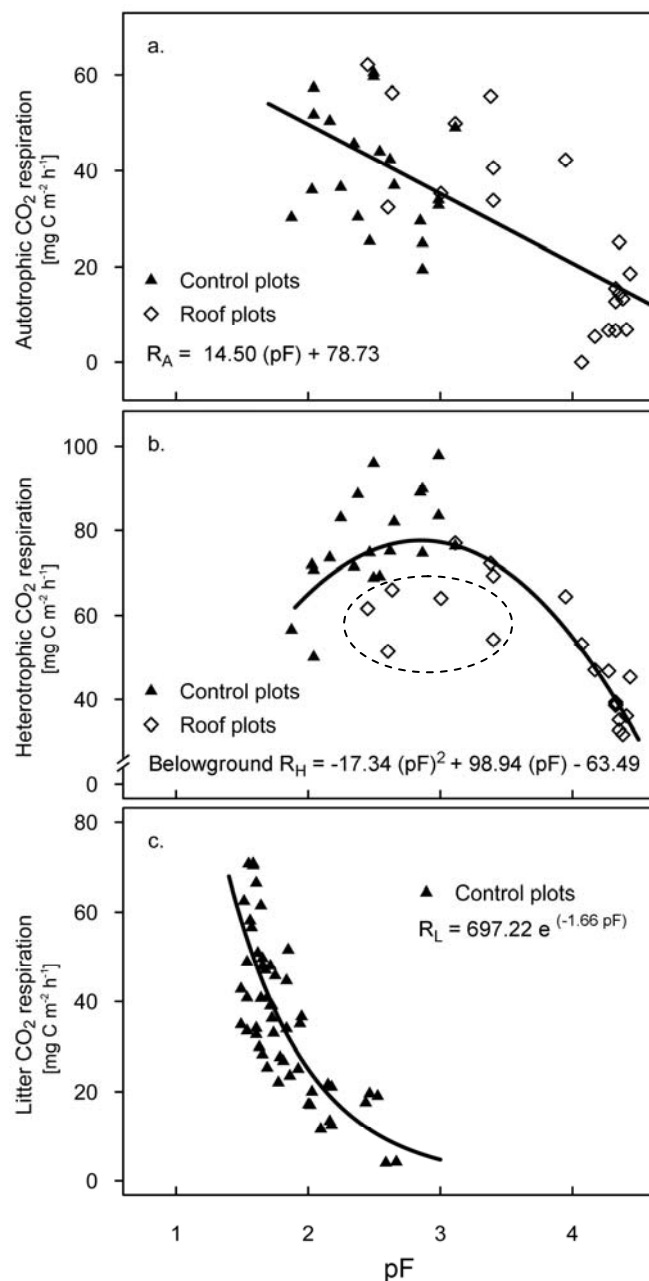 a.
60
40
20
0
Autotrophic CO₂ respiration
[mg C m⁻² h⁻¹]
▲ Control plots
◇ Roof plots
R_A = 14.50 (pF) + 78.73
b.
100
80
60
40
0
Heterotrophic CO₂ respiration
[mg C m⁻² h⁻¹]
▲ Control plots
◇ Roof plots
Belowground R_H = -17.34 (pF)² + 98.94 (pF) - 63.49
c.
80
60
40
20
0
Litter CO₂ respiration
[mg C m⁻² h⁻¹]
▲ Control plots
R_L = 697.22 e^(-1.66 pF)
1 2 3 4
pF